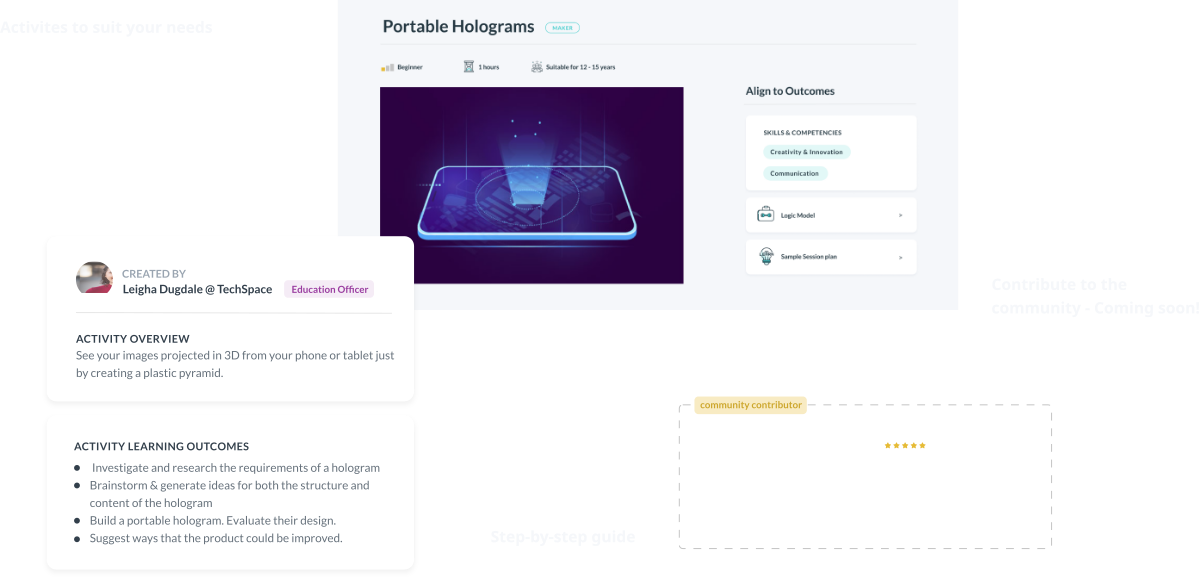 Activites to suit your needs
Portable Holograms
MAKER
Beginner
1 hours
Suitable for 12 - 15 years
Align to Outcomes
SKILLS & COMPETENCIES
Creativity & Innovation
Communication
Logic Model
>
Sample Session plan
>
CREATED BY
Leigha Dugdale @ TechSpace
Education Officer
ACTIVITY OVERVIEW
See your images projected in 3D from your phone or tablet just
by creating a plastic pyramid.
Contribute to the
community - Coming soon!
community contributor
ACTIVITY LEARNING OUTCOMES
Investigate and research the requirements of a hologram
Brainstorm & generate ideas for both the structure and
content of the hologram
Build a portable hologram. Evaluate their design.
Suggest ways that the product could be improved.
Step-by-step guide